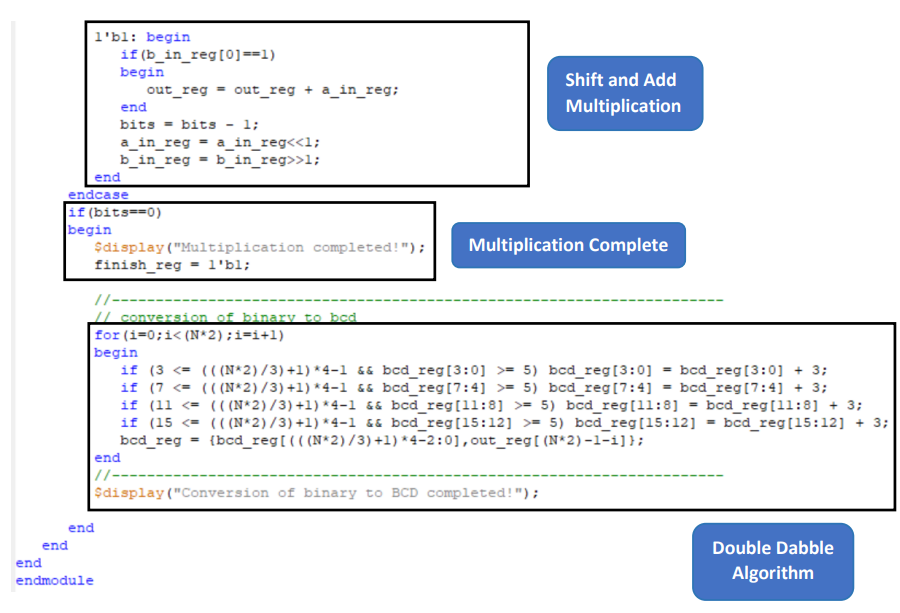 1'b1: begin
if(b_in_reg[0]==1)
begin
out_reg = out_reg + a_in_reg;
end
bits = bits - 1;
a_in_reg = a_in_reg<<1;
b_in_reg = b_in_reg>>1;
end
endcase
Shift and Add
Multiplication
if(bits==0)
begin
$display("Multiplication completed!");
finish_reg = 1'b1;
Multiplication Complete
//----------------------------------------------------------------------
// conversion of binary to bcd
for(i=0;i<(N*2);i=i+1)
begin
if (3 <= (((N*2)/3)+1)*4-1 && bcd_reg[3:0] >= 5) bcd_reg[3:0] = bcd_reg[3:0] + 3;
if (7 <= (((N*2)/3)+1)*4-1 && bcd_reg[7:4] >= 5) bcd_reg[7:4] = bcd_reg[7:4] + 3;
if (11 <= (((N*2)/3)+1)*4-1 && bcd_reg[11:8] >= 5) bcd_reg[11:8] = bcd_reg[11:8] + 3;
if (15 <= (((N*2)/3)+1)*4-1 && bcd_reg[15:12] >= 5) bcd_reg[15:12] = bcd_reg[15:12] + 3;
bcd_reg = {bcd_reg[(((N*2)/3)+1)*4-2:0],out_reg[(N*2)-1-i]};
end
//----------------------------------------------------------------------
$display("Conversion of binary to BCD completed!");
end
end
end
endmodule
Double Dabble
Algorithm